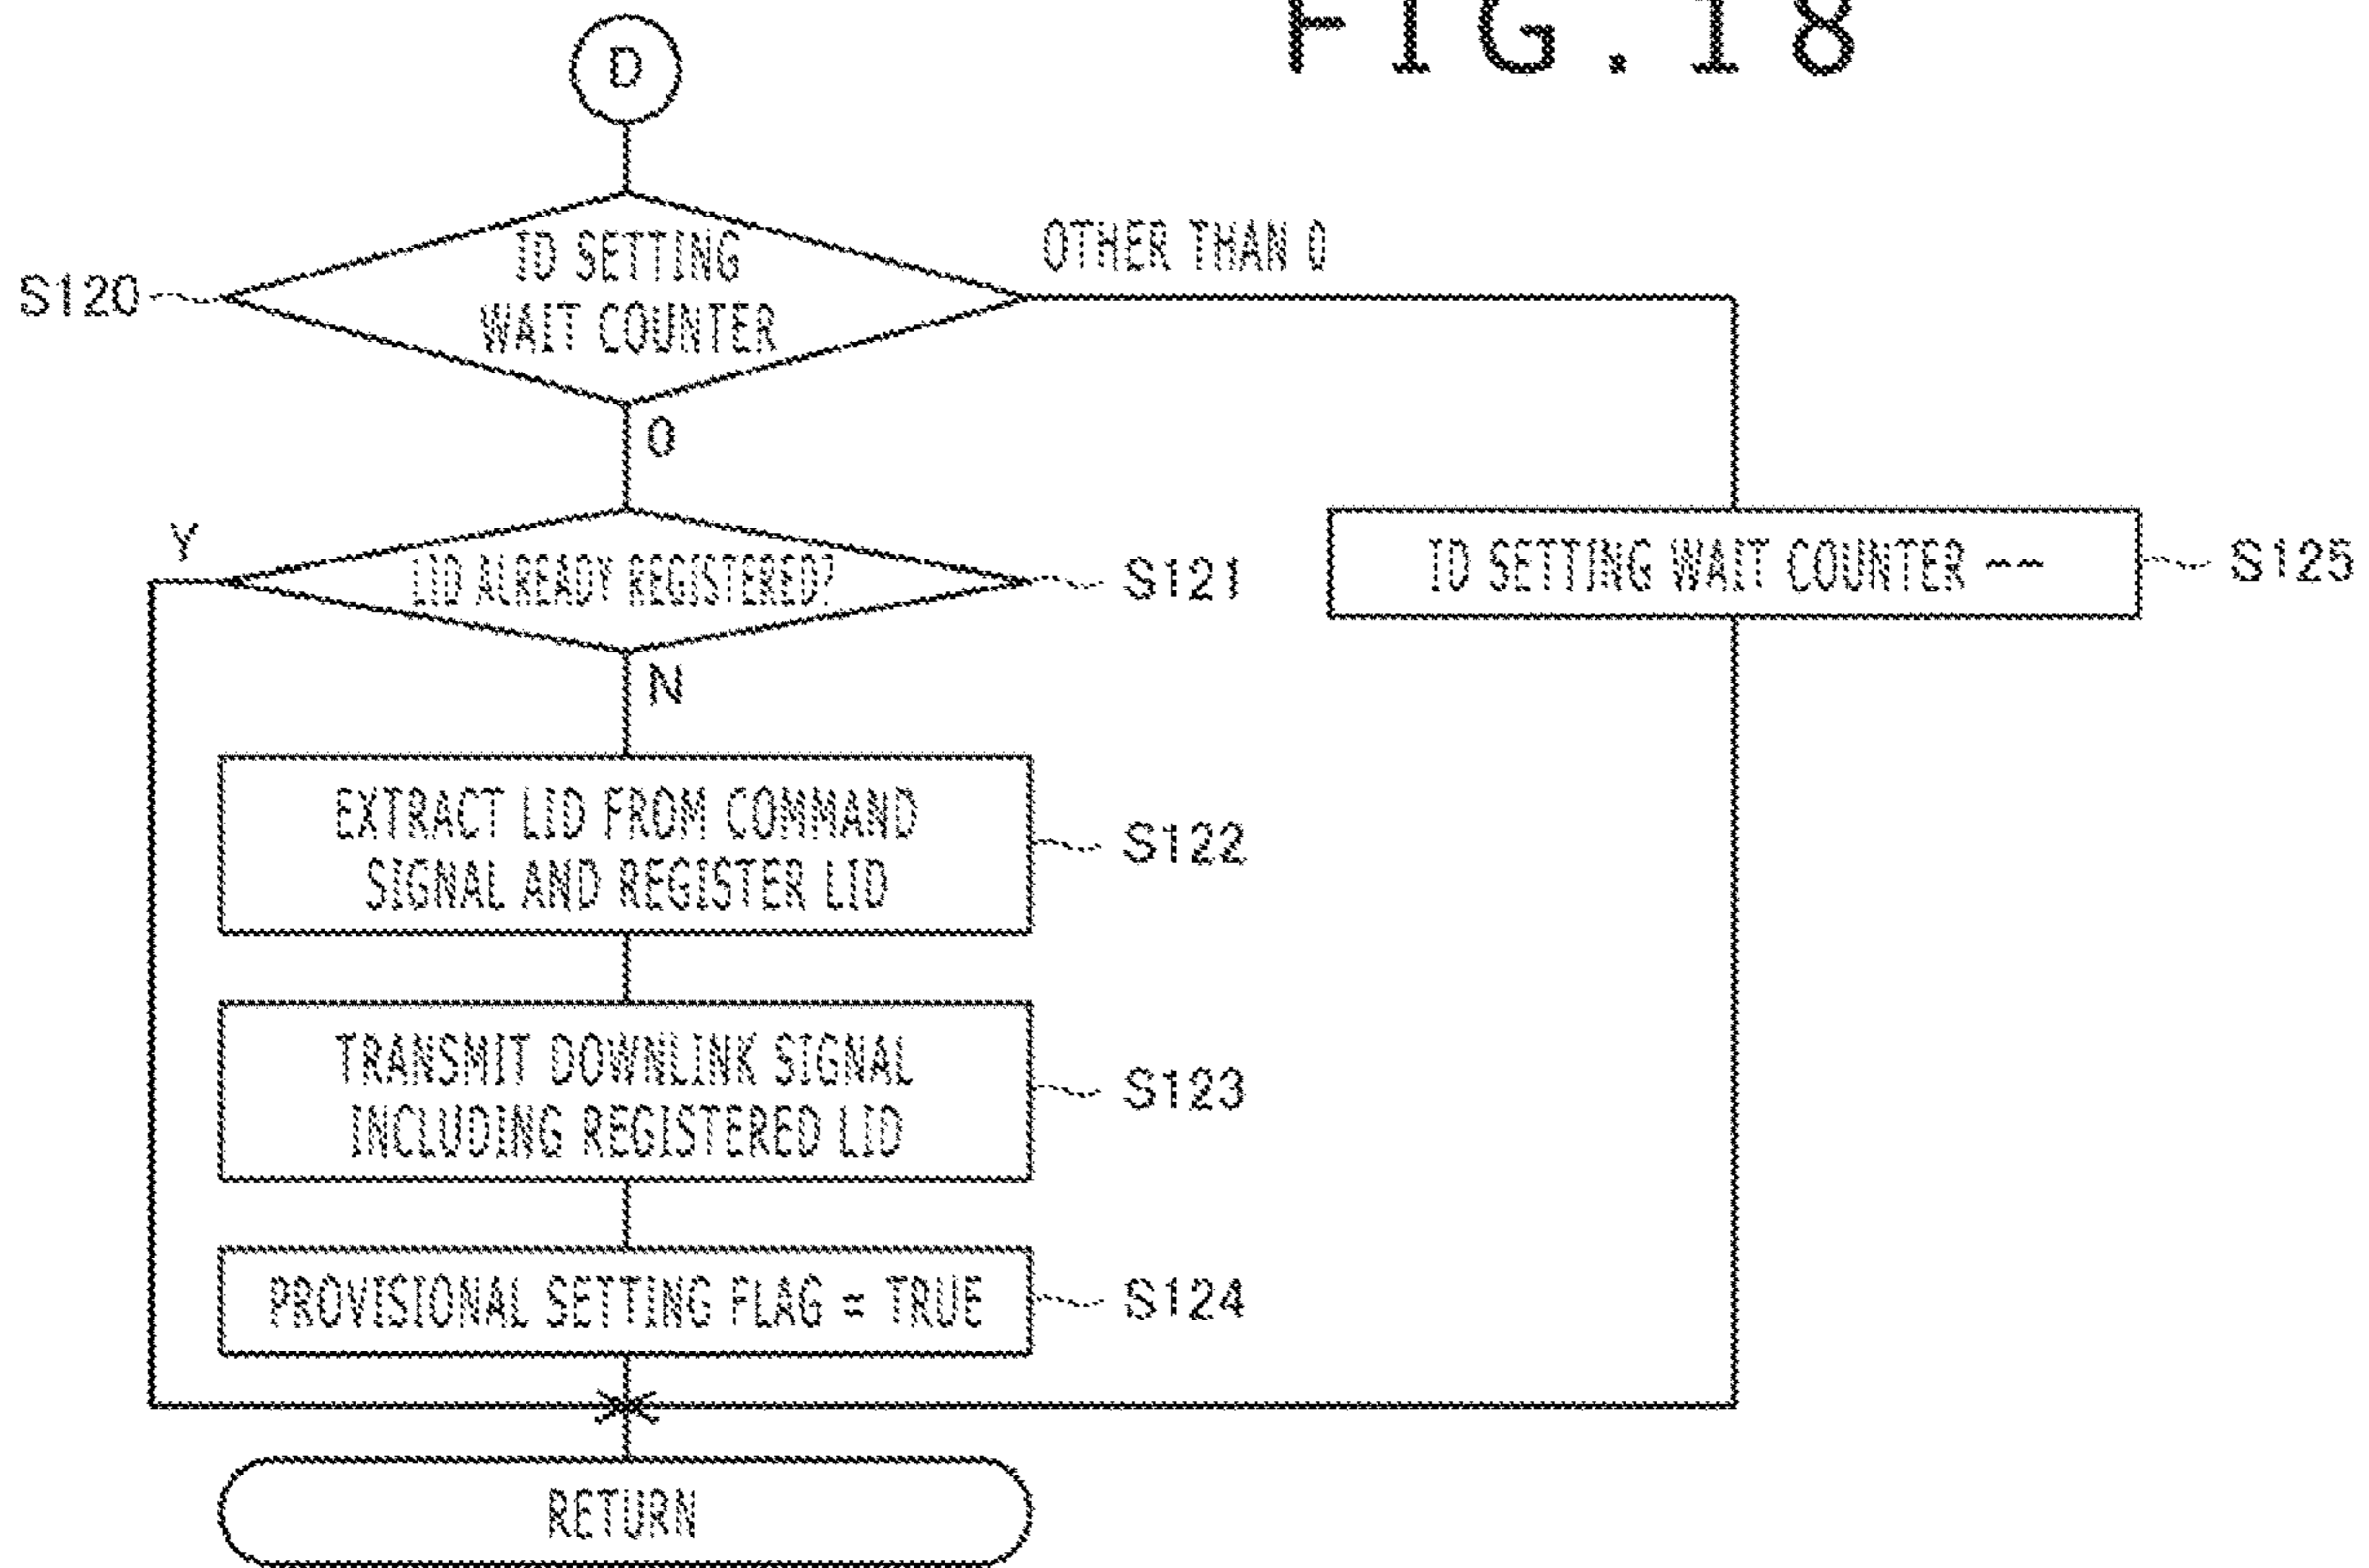 FIG.18
D
S120
ID SETTING
WAIT COUNTER
OTHER THAN 0
0
Y
LID ALREADY REGISTERED?
S121
ID SETTING WAIT COUNTER --
S125
N
EXTRACT LID FROM COMMAND
SIGNAL AND REGISTER LID
S122
TRANSMIT DOWNLINK SIGNAL
INCLUDING REGISTERED LID
S123
PROVISIONAL SETTING FLAG = TRUE
S124
RETURN